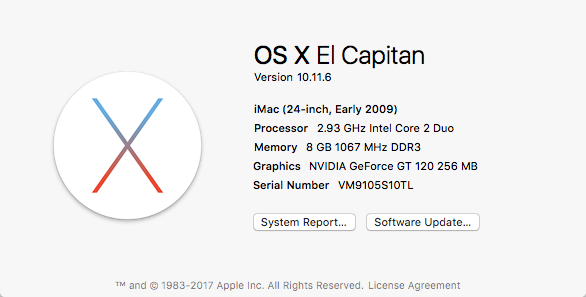 OS X El Capitan
Version 10.11.6
iMac (24-inch, Early 2009)
Processor 2.93 GHz Intel Core 2 Duo
Memory 8 GB 1067 MHz DDR3
Graphics NVIDIA GeForce GT 120 256 MB
Serial Number VM9105S10TL
System Report... Software Update...
™ and © 1983-2017 Apple Inc. All Rights Reserved. License Agreement